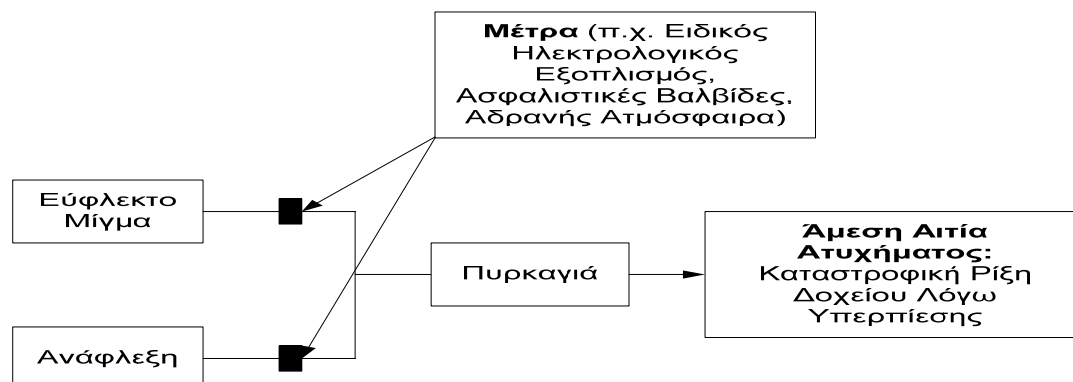 Μέτρα (π.χ. Ειδικός
Ηλεκτρολογικός
Εξοπλισμός,
Ασφαλιστικές Βαλβίδες,
Αδρανής Ατμόσφαιρα)
Εύφλεκτο
Μίγμα
Πυρκαγιά
Άμεση Αιτία
Ατυχήματος:
Καταστροφική Ρίξη
Δοχείου Λόγω
Υπερπίεσης
Ανάφλεξη